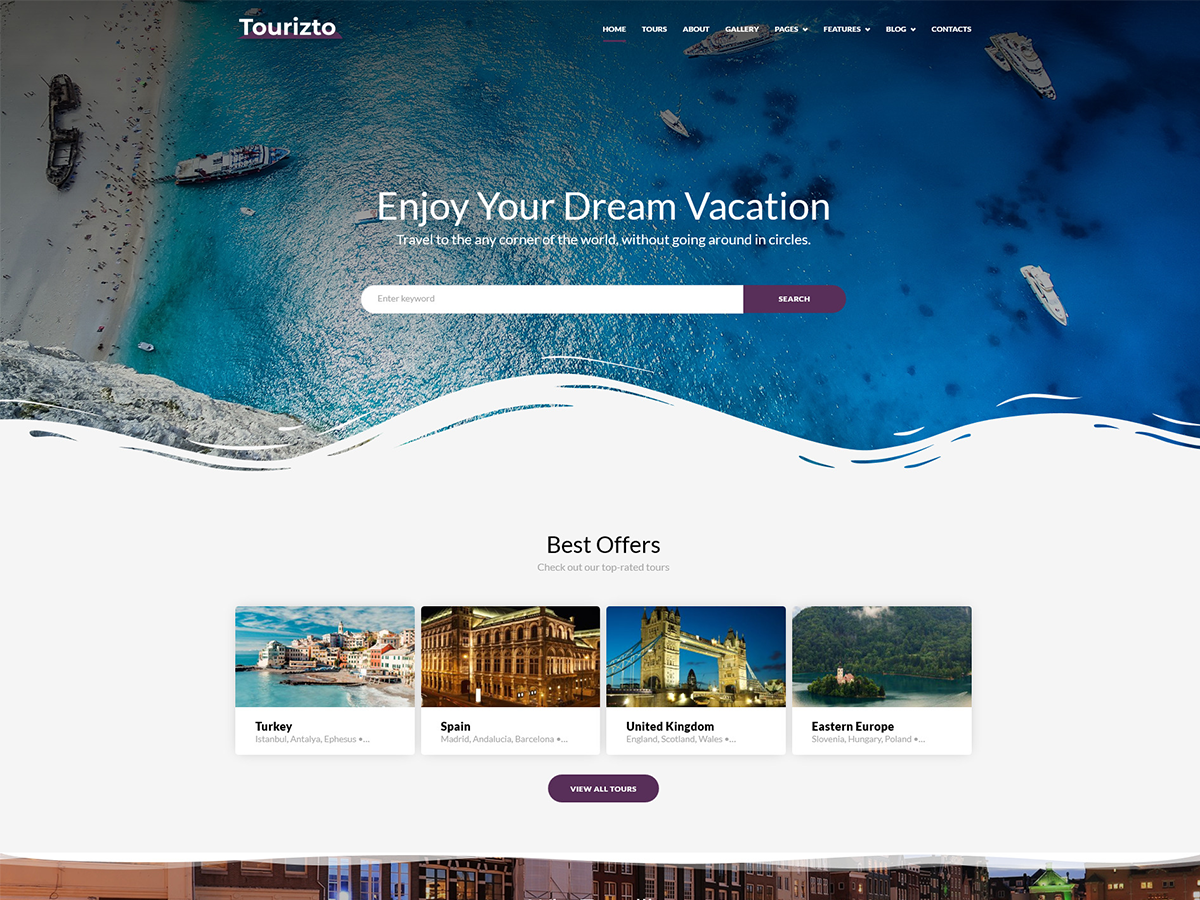 Tourizto
HOME TOURS ABOUT GALLERY PAGES FEATURES BLOG CONTACTS
Enjoy Your Dream Vacation
Travel to the any corner of the world, without going around in circles.
Enter keyword SEARCH
Best Offers
Check out our top-rated tours
Turkey
Istanbul, Antalya, Ephesus •...
Spain
Madrid, Andalucia, Barcelona •...
United Kingdom
England, Scotland, Wales •...
Eastern Europe
Slovenia, Hungary, Poland •...
VIEW ALL TOURS